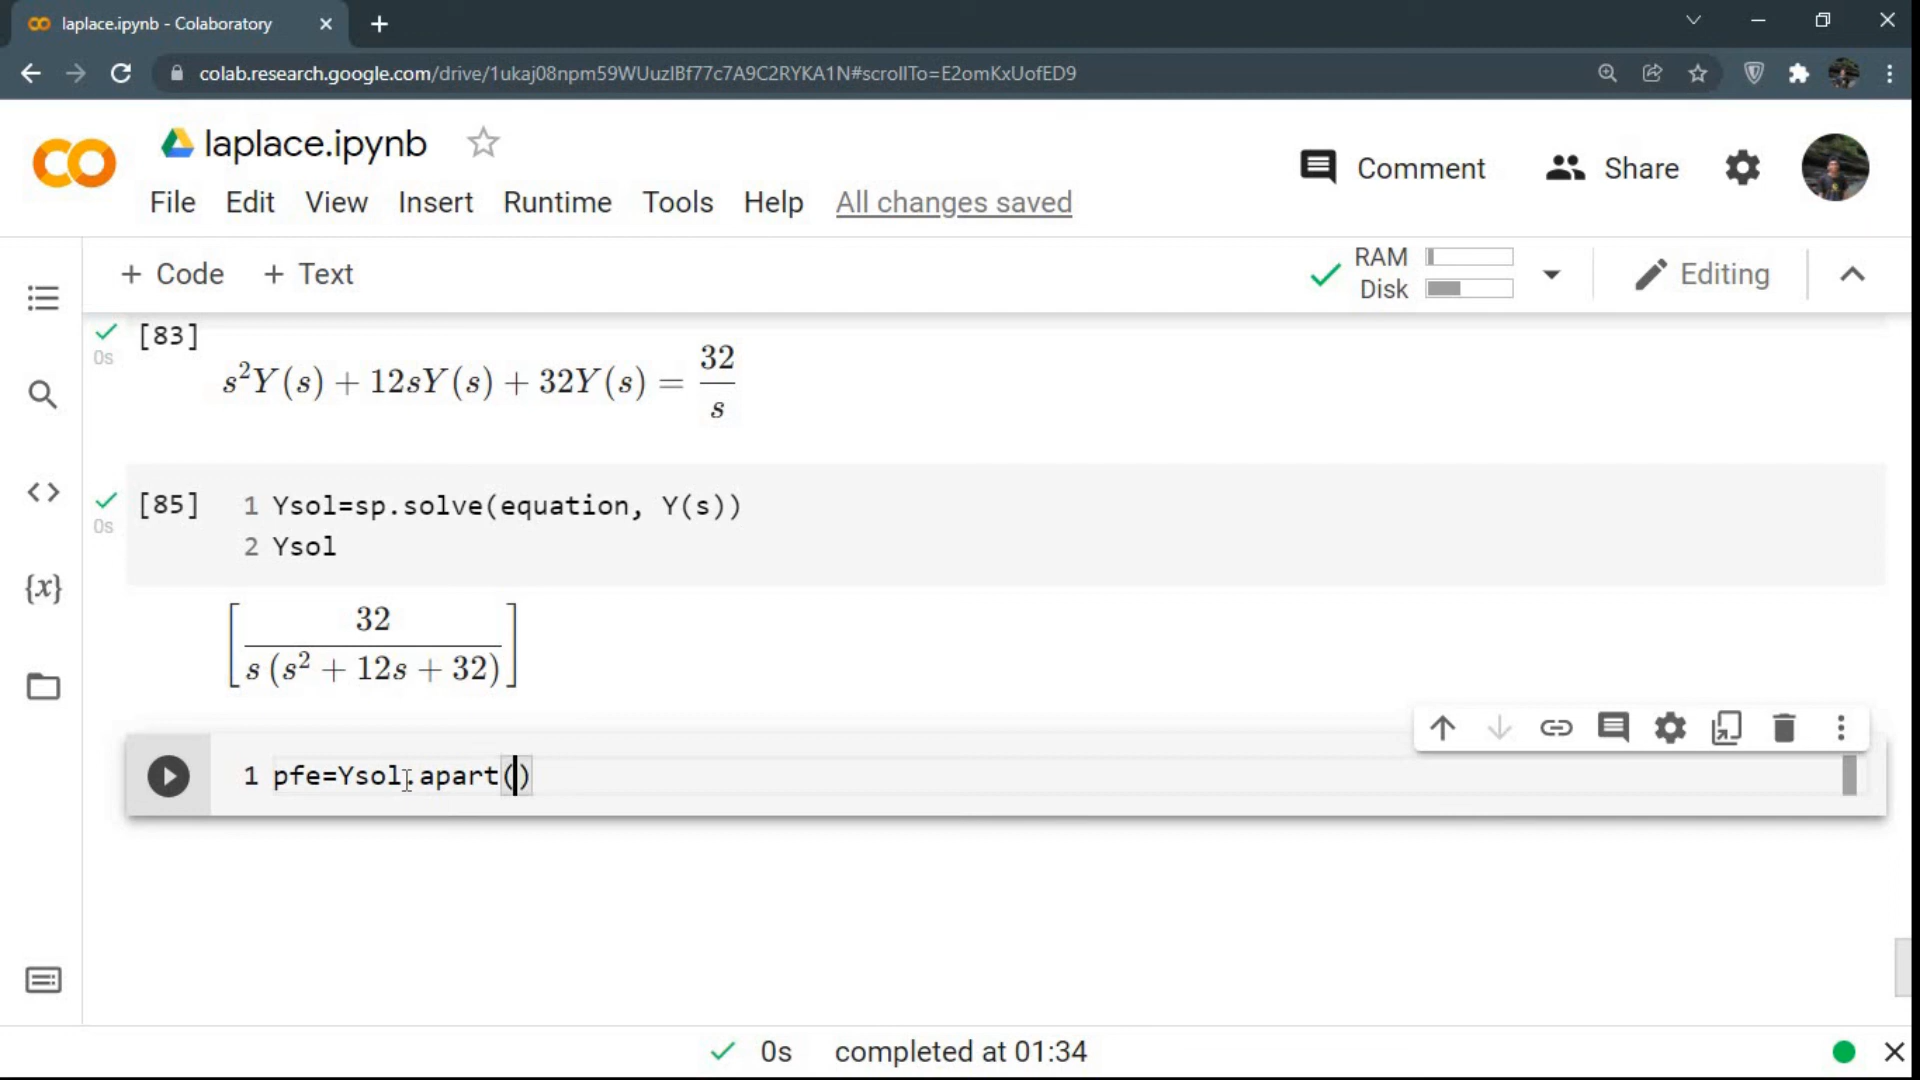 laplace.ipynb - Colaboratory
colab.research.google.com/drive/1ukaj08npm59WUuzIBf77c7A9C2RYKA1N#scrollTo=E2omKxUofED9
laplace.ipynb
Comment Share
File Edit View Insert Runtime Tools Help All changes saved
+ Code + Text
RAM
Disk
Editing
[83]
0s
s²Y(s) + 12sY(s) + 32Y(s) = 32/s
[85] 1 Ysol=sp.solve(equation, Y(s))
0s
2 Ysol
[32 / s (s² + 12s + 32)]
1 pfe=Ysol.apart()
{x}
0s completed at 01:34